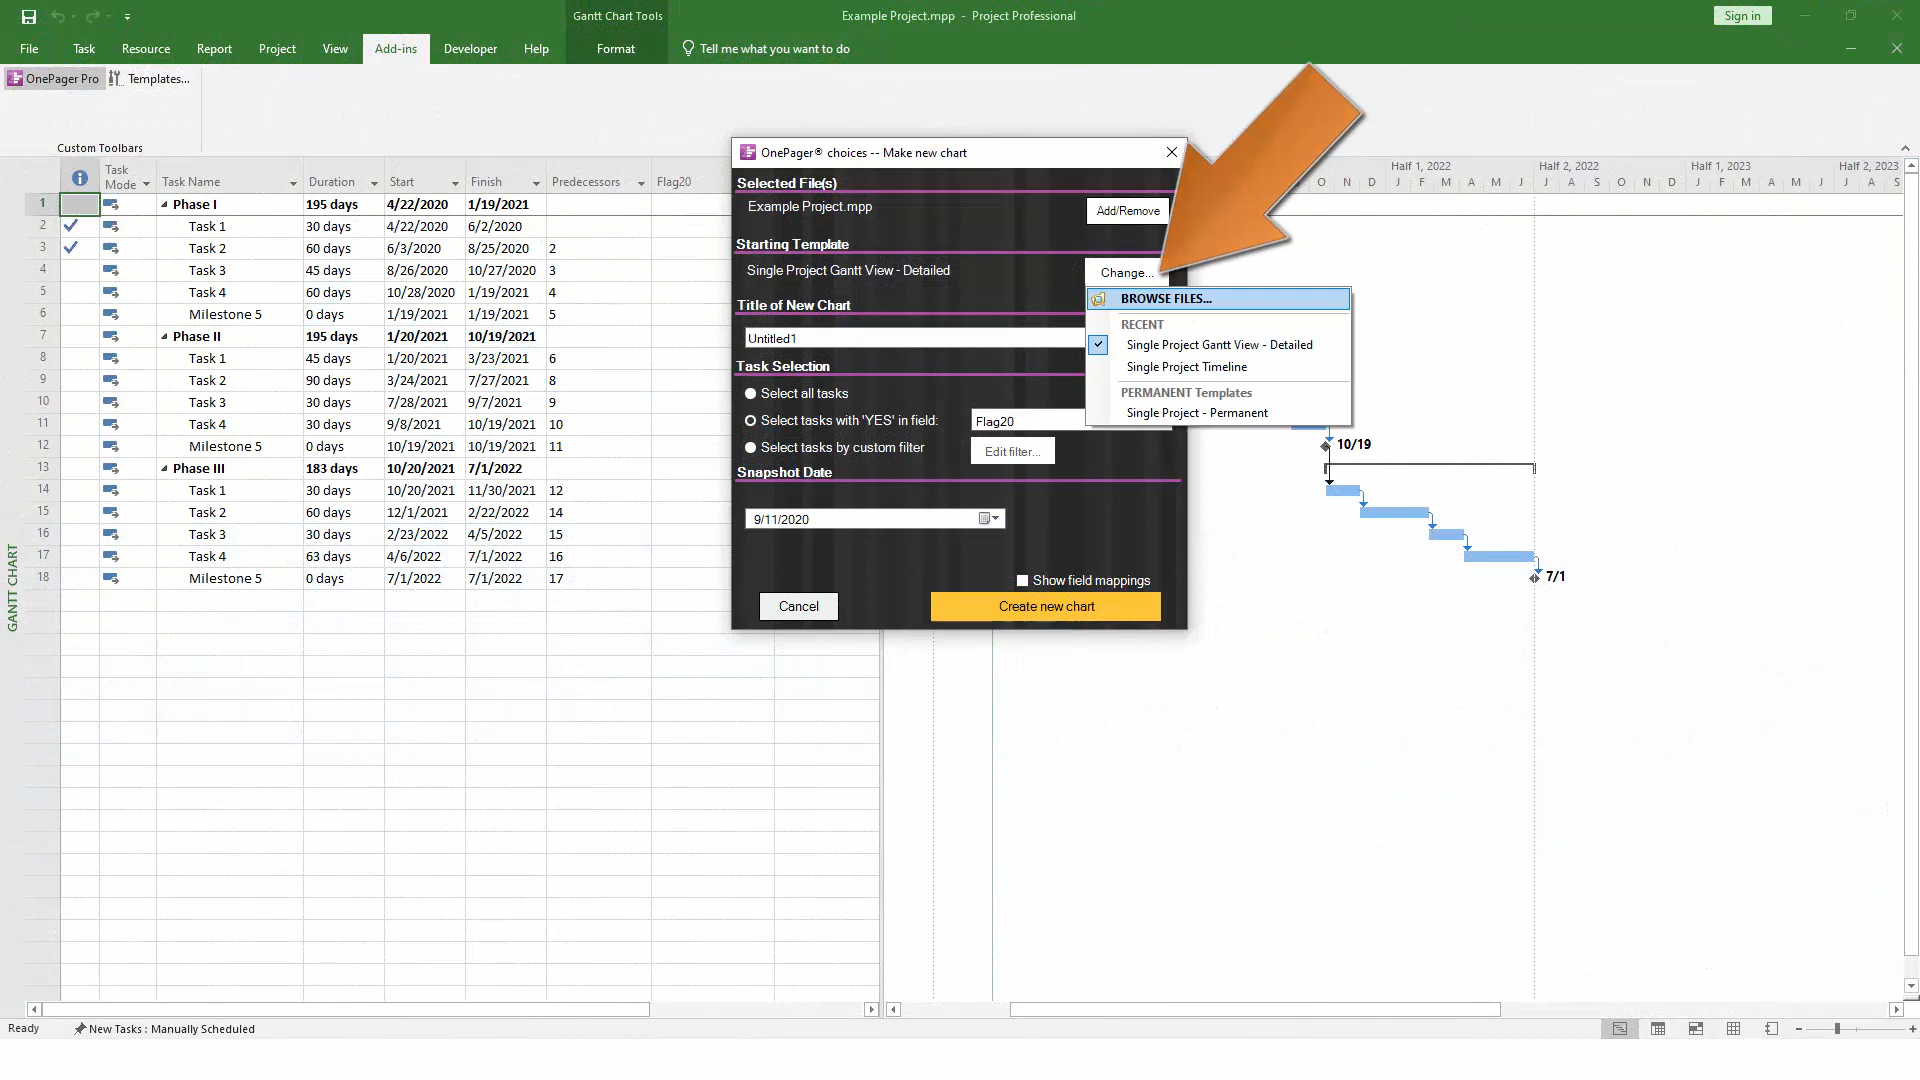 Gantt Chart Tools
Example Project.mpp - Project Professional
Sign in
File Task Resource Report Project View Add-ins Developer Help Format Tell me what you want to do
OnePager Pro Templates...
Custom Toolbars
Task Mode Task Name Duration Start Finish Predecessors Flag20
1 Phase I 195 days 4/22/2020 1/19/2021
2 Task 1 30 days 4/22/2020 6/2/2020
3 Task 2 60 days 6/3/2020 8/25/2020 2
4 Task 3 45 days 8/26/2020 10/27/2020 3
5 Task 4 60 days 10/28/2020 1/19/2021 4
6 Milestone 5 0 days 1/19/2021 1/19/2021 5
7 Phase II 195 days 1/20/2021 10/19/2021
8 Task 1 45 days 1/20/2021 3/23/2021 6
9 Task 2 90 days 3/24/2021 7/27/2021 8
10 Task 3 30 days 7/28/2021 9/7/2021 9
11 Task 4 30 days 9/8/2021 10/19/2021 10
12 Milestone 5 0 days 10/19/2021 10/19/2021 11
13 Phase III 183 days 10/20/2021 7/1/2022
14 Task 1 30 days 10/20/2021 11/30/2021 12
15 Task 2 60 days 12/1/2021 2/22/2022 14
16 Task 3 30 days 2/23/2022 4/5/2022 15
17 Task 4 63 days 4/6/2022 7/1/2022 16
18 Milestone 5 0 days 7/1/2022 7/1/2022 17
GANTT CHART
OnePager® choices -- Make new chart
Selected File(s)
Example Project.mpp Add/Remove
Starting Template
Single Project Gantt View - Detailed Change...
Title of New Chart
Untitled1
Task Selection
Select all tasks
Select tasks with 'YES' in field: Flag20
Select tasks by custom filter Edit filter...
Snapshot Date
9/11/2020
Show field mappings
Cancel Create new chart
BROWSE FILES...
RECENT
Single Project Gantt View - Detailed
Single Project Timeline
PERMANENT Templates
Single Project - Permanent
Half 1, 2022 Half 2, 2022 Half 1, 2023 Half 2, 2023
O N D J F M A M J J A S O N D J F M A M J J A S
10/19
7/1
Ready New Tasks : Manually Scheduled